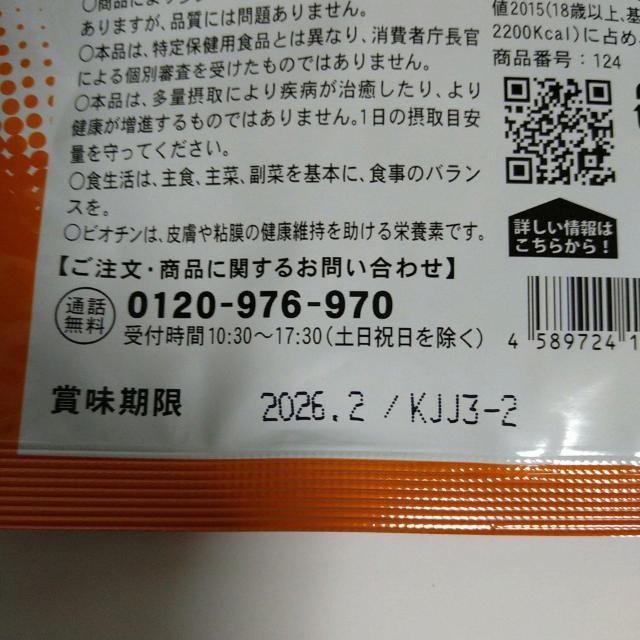 ありますが、品質には問題ありません。
○本品は、特定保健用食品とは異なり、消費者庁長官
による個別審査を受けたものではありません。
○本品は、多量摂取により疾病が治癒したり、より
健康が増進するものではありません。1日の摂取目安
量を守ってください。
○食生活は、主食、主菜、副菜を基本に、食事のバラン
スを。
○ビオチンは、皮膚や粘膜の健康維持を助ける栄養素です。
【ご注文・商品に関するお問い合わせ】
通話
無料
0120-976-970
受付時間10:30～17:30(土日祝日を除く)
賞味期限
2026.2 / KJJ3-2
値2015(18歳以上、基
2200Kcal)に占め
商品番号：124
詳しい情報は
こちらから！
4 589724 1